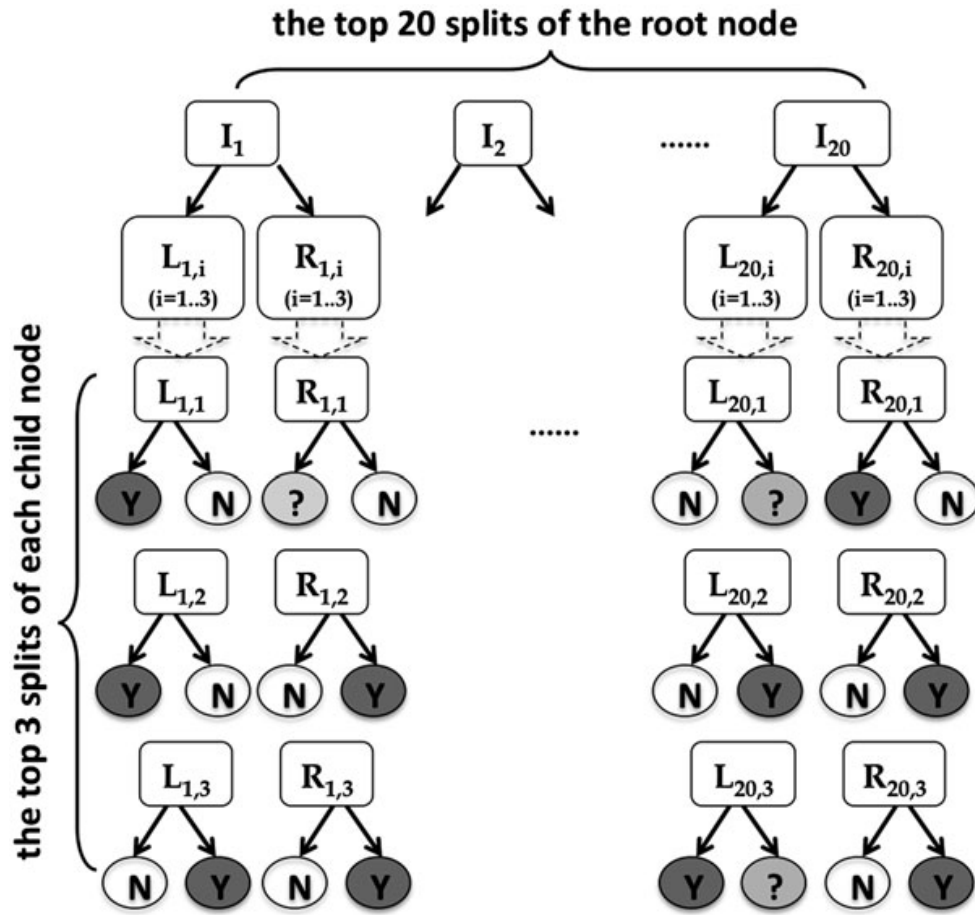 the top 20 splits of the root node
I1 I2 ...... I20
L1,i R1,i L20,i R20,i
(i=1..3) (i=1..3) (i=1..3) (i=1..3)
the top 3 splits of each child node
L1,1 R1,1 ...... L20,1 R20,1
Y N ? N N ? Y N
L1,2 R1,2 L20,2 R20,2
Y N N Y N Y N Y
L1,3 R1,3 L20,3 R20,3
N Y N Y Y ? N Y